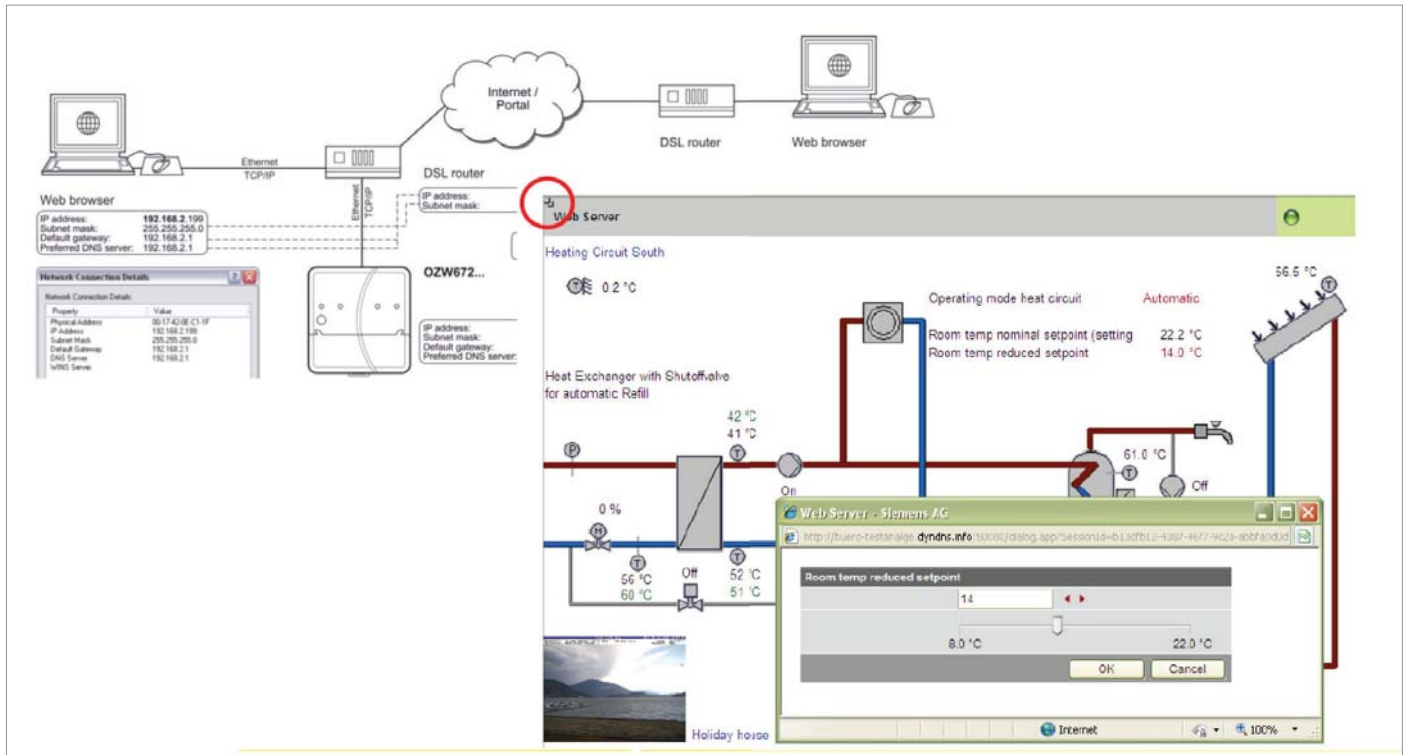 Internet /
Portal
DSL router
Web browser
Ethernet
TCP/IP
DSL router
IP address:
Subnet mask:
Ethernet
TCP/IP
Web browser
IP address: 192.168.2.199
Subnet mask: 255.255.255.0
Default gateway: 192.168.2.1
Preferred DNS server: 192.168.2.1
OZW672...
IP address:
Subnet mask:
Default gateway:
Preferred DNS server:
Network Connection Details
Network Connection Details:
Property Value
Physical Address 00-17-42-0E-C1-1F
IP Address 192.168.2.199
Subnet Mask 255.255.255.0
Default Gateway 192.168.2.1
DNS Server 192.168.2.1
WINS Server
Web Server
Heating Circuit South
T 0.2 °C
56.5 °C
T
Operating mode heat circuit Automatic
Room temp nominal setpoint (setting 22.2 °C
Room temp reduced setpoint 14.0 °C
Heat Exchanger with Shutoffvalve
for automatic Refill
42 °C
41 °C
P
T
On
61.0 °C
T
Off
0 %
M
T
56 °C
60 °C
Off
T
52 °C
51 °C
Web Server - Siemens AG
Room temp reduced setpoint
14
8.0 °C 22.0 °C
OK Cancel
Internet 100%
Holiday house